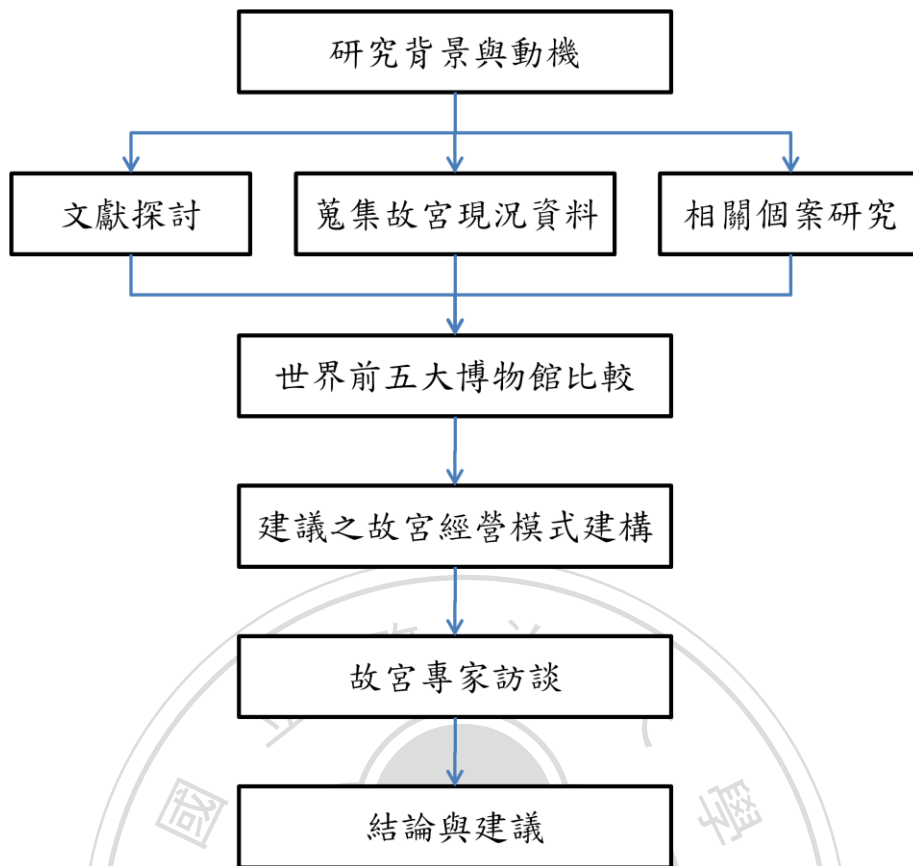 研究背景與動機
文獻探討
蒐集故宮現況資料
相關個案研究
世界前五大博物館比較
建議之故宮經營模式建構
故宮專家訪談
結論與建議
國
學